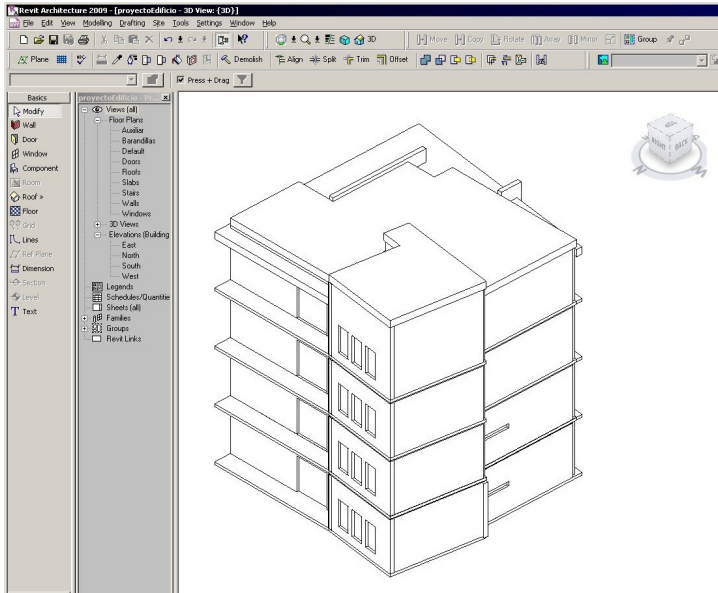 Revit Architecture 2009 - [proyectoEdificio - 3D View: {3D}]
File Edit View Modelling Drafting Site Tools Settings Window Help
3D Move Copy Rotate Array Mirror Group
Plane Demolish Align Split Trim Offset
Press + Drag
Basics
Modify
Wall
Door
Window
Component
Room
Roof »
Floor
Grid
Lines
Ref Plane
Dimension
Section
Level
Text
proyectoEdificio - Pr...
Views (all)
Floor Plans
Auxiliar
Barandillas
Default
Doors
Roofs
Slabs
Stairs
Walls
Windows
3D Views
Elevations (Building
East
North
South
West
Legends
Schedules/Quantitie
Sheets (all)
Families
Groups
Revit Links
TOP
RIGHT
BACK